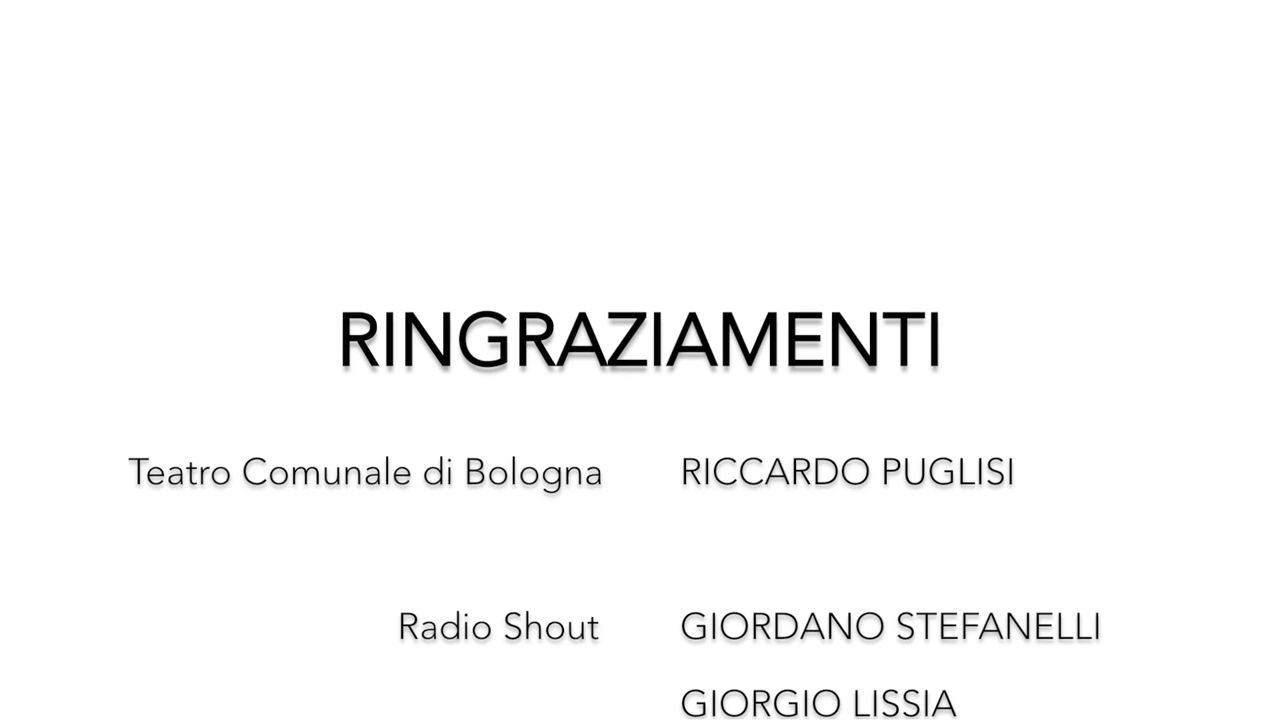 RINGRAZIAMENTI
Teatro Comunale di Bologna RICCARDO PUGLISI
Radio Shout GIORDANO STEFANELLI
GIORGIO LISSIA